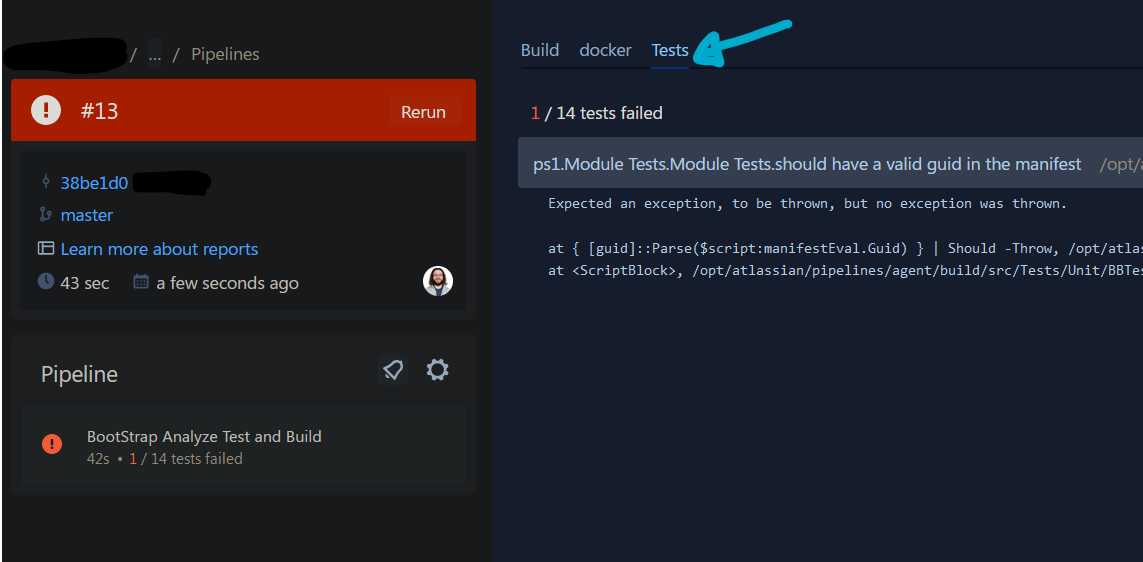 / ... / Pipelines
#13
Rerun
38be1d0
master
Learn more about reports
43 sec a few seconds ago
Pipeline
BootStrap Analyze Test and Build
42s • 1 / 14 tests failed
Build docker Tests
1 / 14 tests failed
ps1.Module Tests.Module Tests.should have a valid guid in the manifest /opt/a
Expected an exception, to be thrown, but no exception was thrown.
at { [guid]::Parse($script:manifestEval.Guid) } | Should -Throw, /opt/atlas
at <ScriptBlock>, /opt/atlassian/pipelines/agent/build/src/Tests/Unit/BBTes